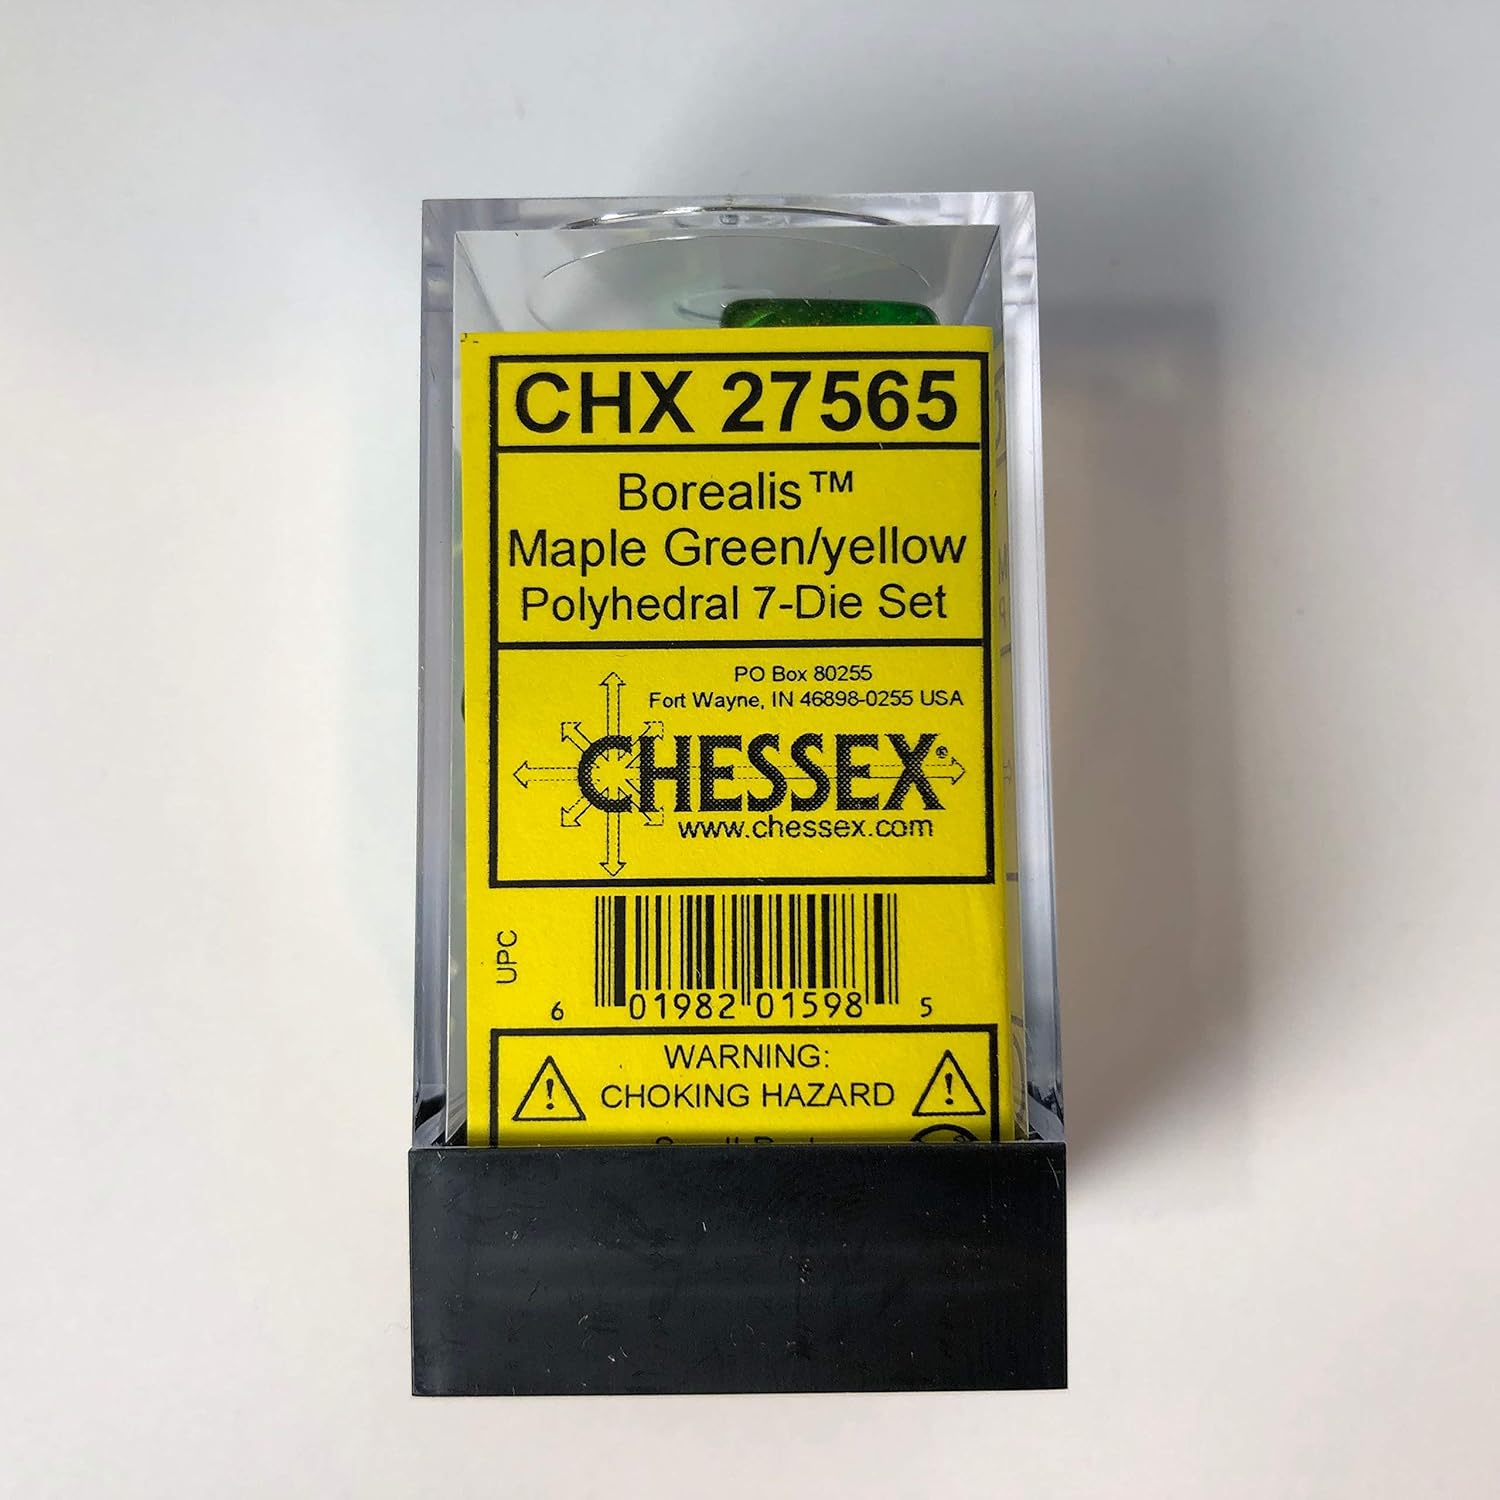 CHX 27565
Borealis™
Maple Green/yellow
Polyhedral 7-Die Set
PO Box 80255
Fort Wayne, IN 46898-0255 USA
CHESSEX®
www.chessex.com
UPC
6 01982 01598 5
WARNING:
CHOKING HAZARD